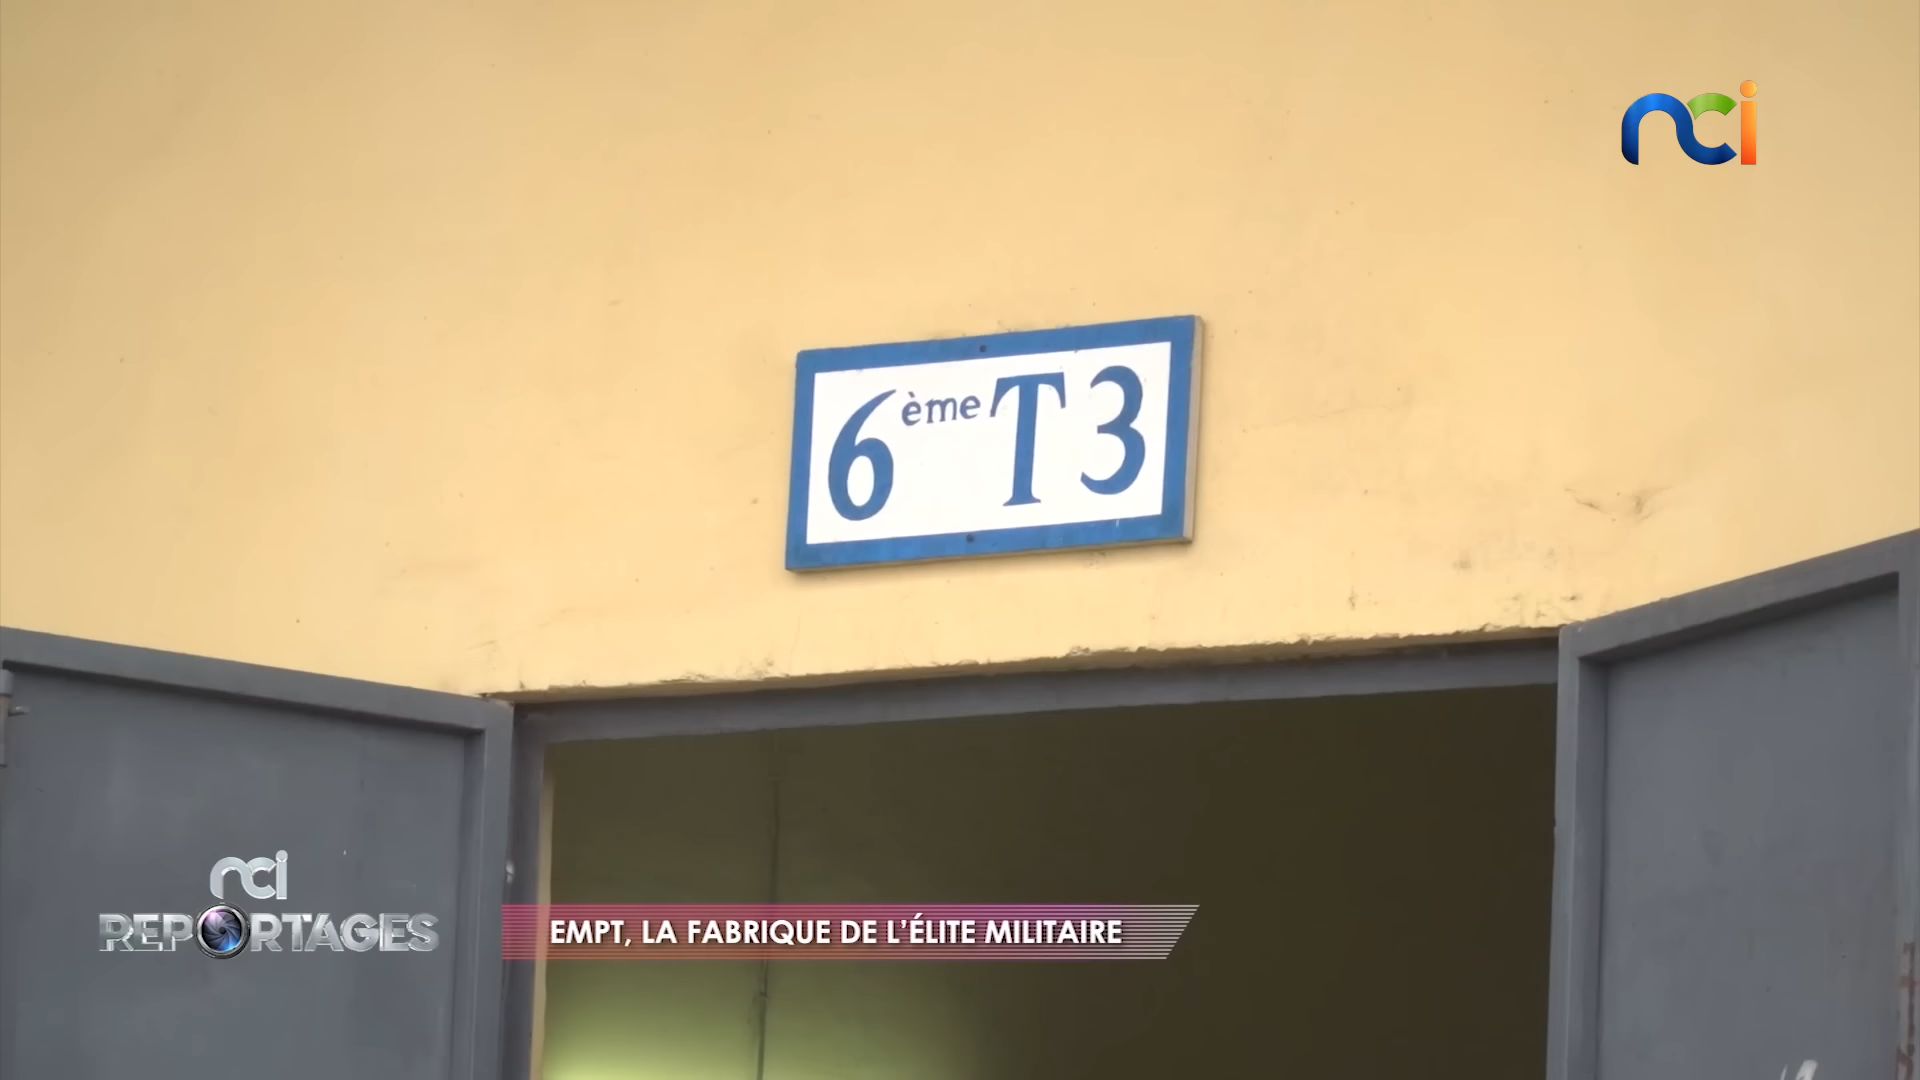 nci
6ème T3
nci
REPORTAGES
EMPT, LA FABRIQUE DE L'ÉLITE MILITAIRE